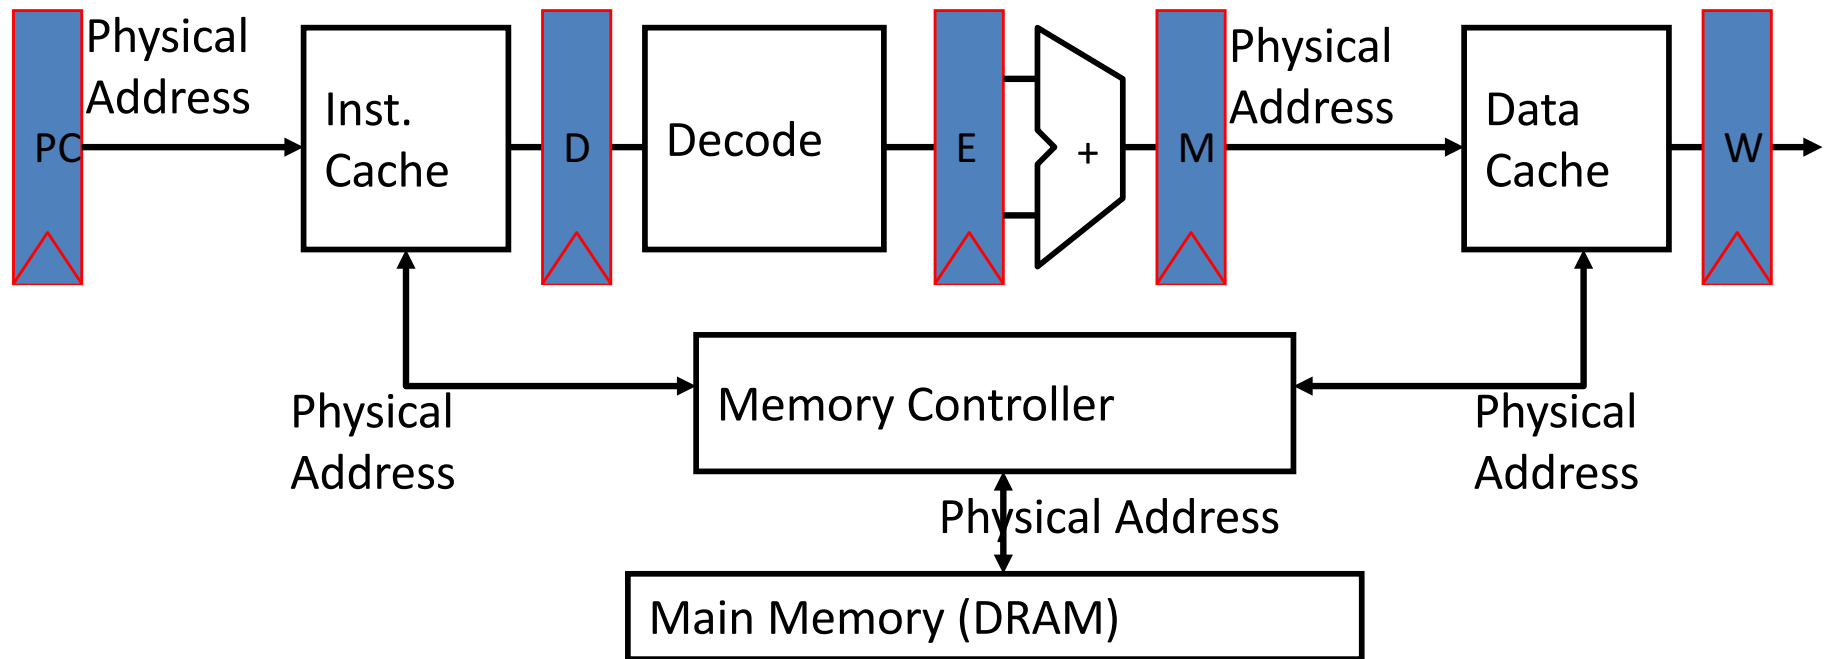 Physical
Address
PC
Inst.
Cache
D
Decode
E
+
M
Physical
Address
Data
Cache
W
Physical
Address
Memory Controller
Physical
Address
Physical Address
Main Memory (DRAM)